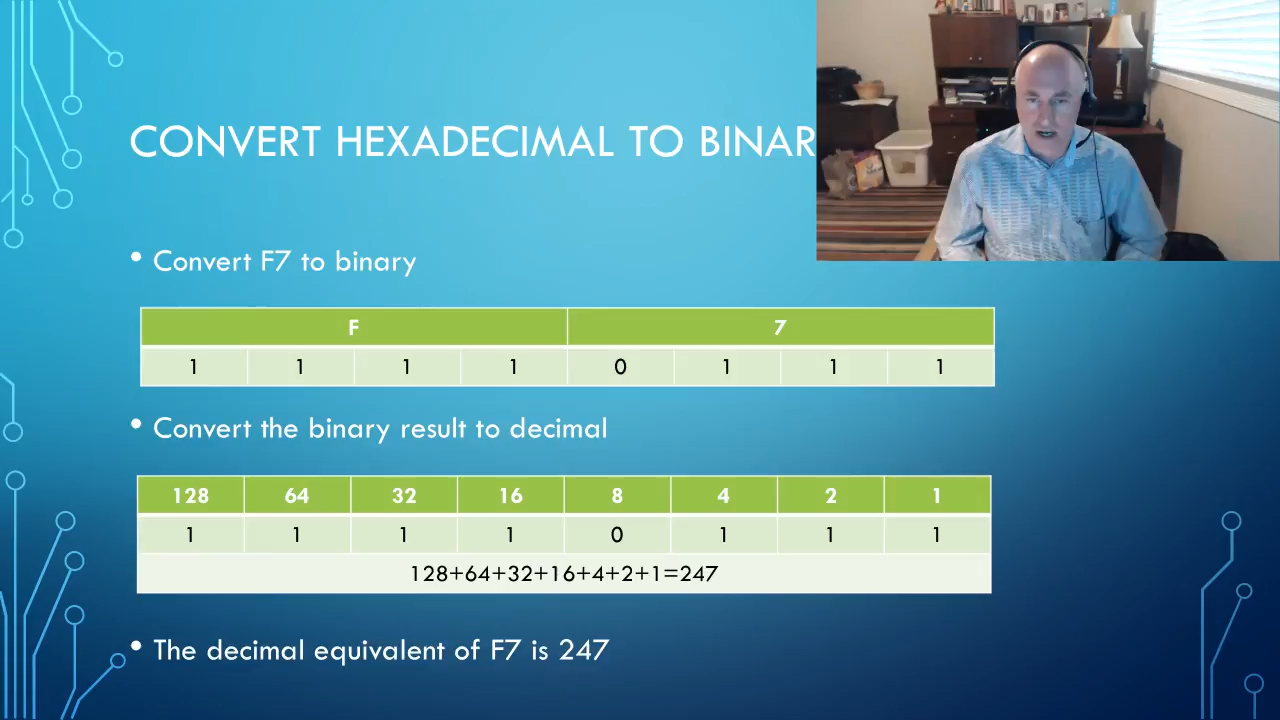 CONVERT HEXADECIMAL TO BINAR
• Convert F7 to binary
F 7
1 1 1 1 0 1 1 1
• Convert the binary result to decimal
128 64 32 16 8 4 2 1
1 1 1 1 0 1 1 1
128+64+32+16+4+2+1=247
• The decimal equivalent of F7 is 247